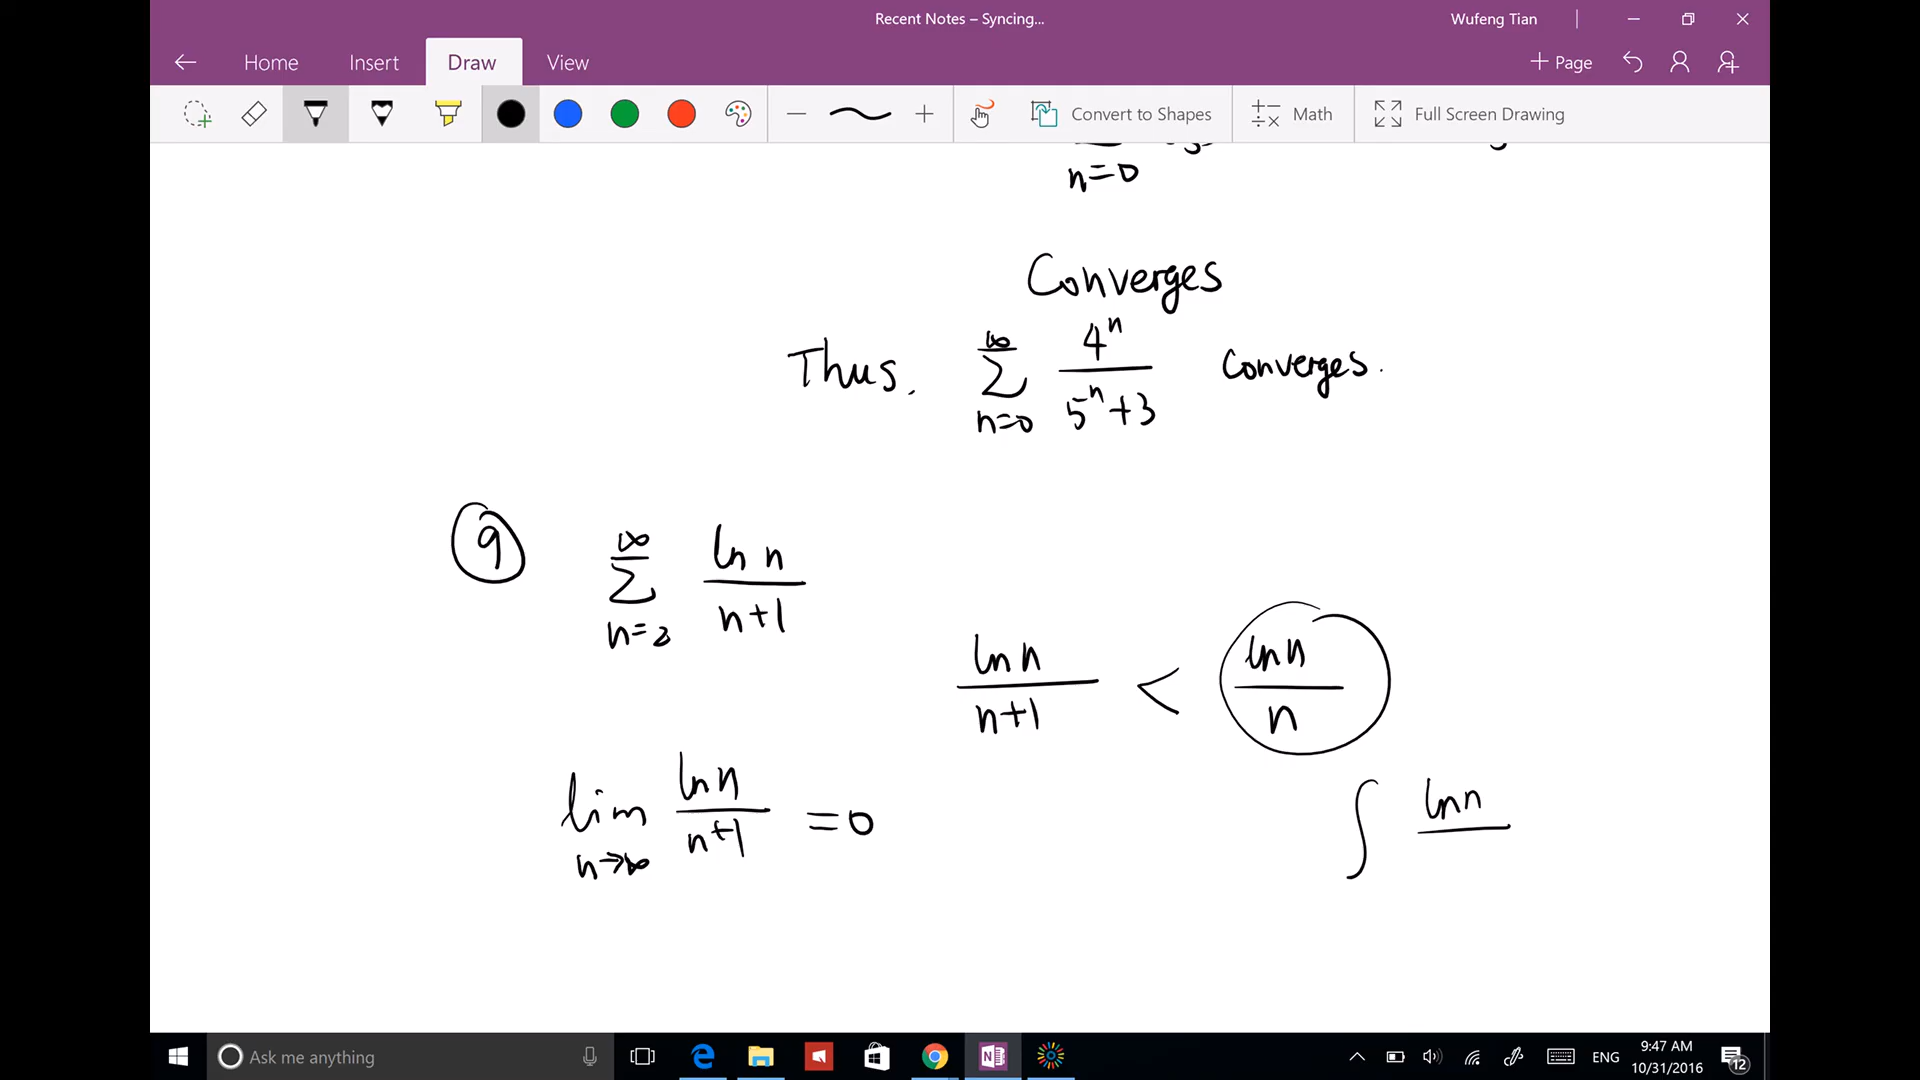 Recent Notes – Syncing...
Wufeng Tian
Home Insert Draw View
Page
Convert to Shapes
Math
Full Screen Drawing
n=0
Converges
Thus. ∞ Σ n=0 4^n / 5^n+3 Converges.
9 ∞ Σ n=2 ln n / n+1
ln n / n+1 < ln n / n
lim n→∞ ln n / n+1 =0
∫ ln n
Ask me anything
ENG
9:47 AM
10/31/2016
12